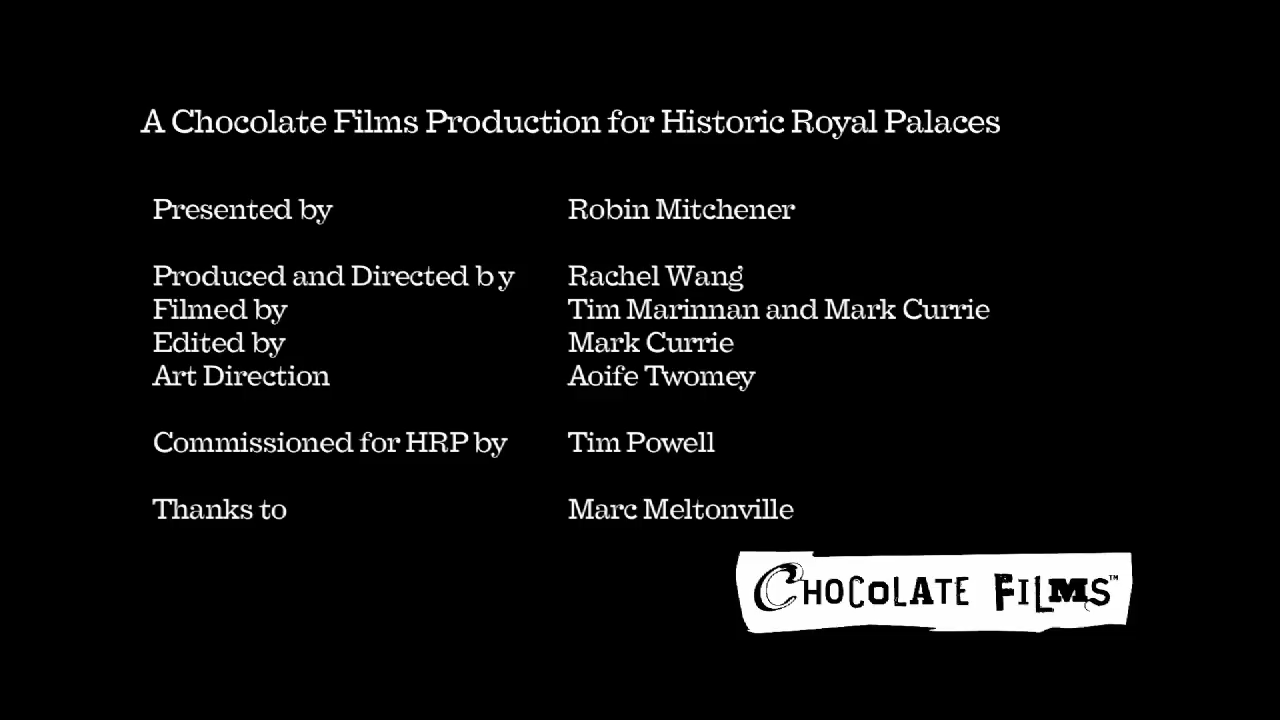 A Chocolate Films Production for Historic Royal Palaces
Presented by Robin Mitchener
Produced and Directed by Rachel Wang
Filmed by Tim Marinnan and Mark Currie
Edited by Mark Currie
Art Direction Aoife Twomey
Commissioned for HRP by Tim Powell
Thanks to Marc Meltonville
CHOCOLATE FILMS™